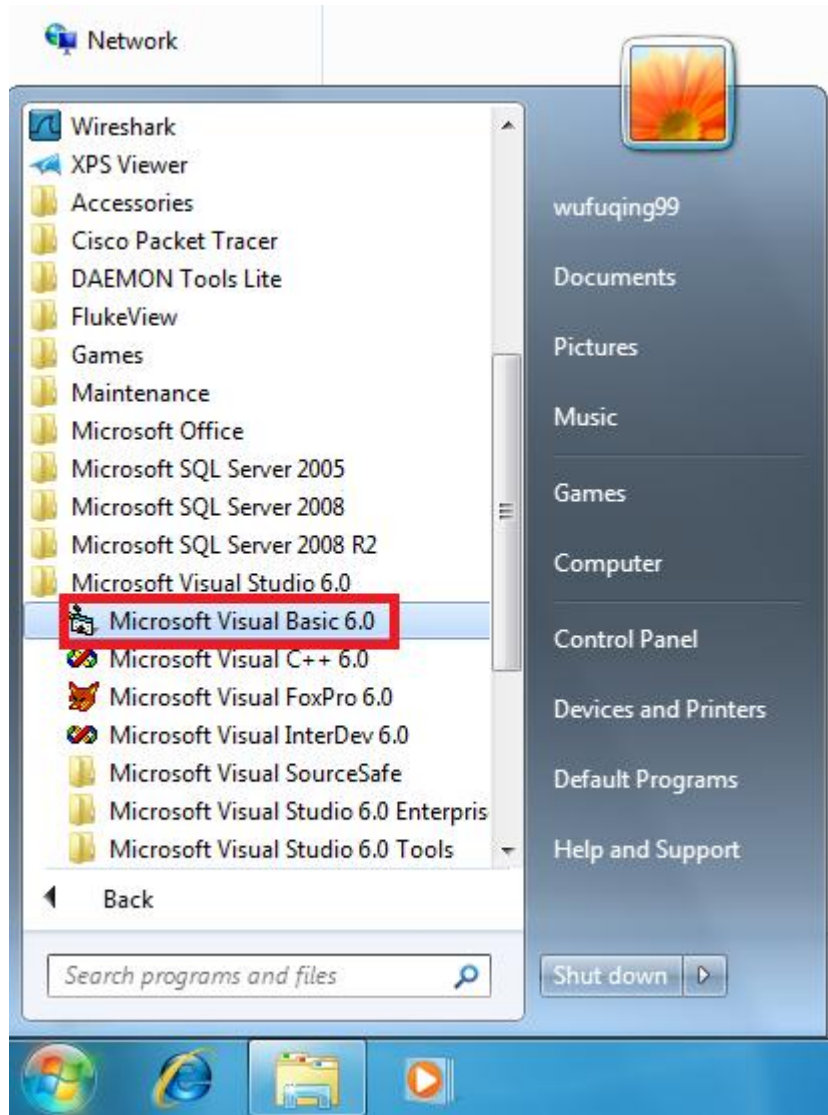 Network
Wireshark
XPS Viewer
Accessories
Cisco Packet Tracer
DAEMON Tools Lite
FlukeView
Games
Maintenance
Microsoft Office
Microsoft SQL Server 2005
Microsoft SQL Server 2008
Microsoft SQL Server 2008 R2
Microsoft Visual Studio 6.0
Microsoft Visual Basic 6.0
Microsoft Visual C++ 6.0
Microsoft Visual FoxPro 6.0
Microsoft Visual InterDev 6.0
Microsoft Visual SourceSafe
Microsoft Visual Studio 6.0 Enterpris
Microsoft Visual Studio 6.0 Tools
Back
Search programs and files
wufuqing99
Documents
Pictures
Music
Games
Computer
Control Panel
Devices and Printers
Default Programs
Help and Support
Shut down